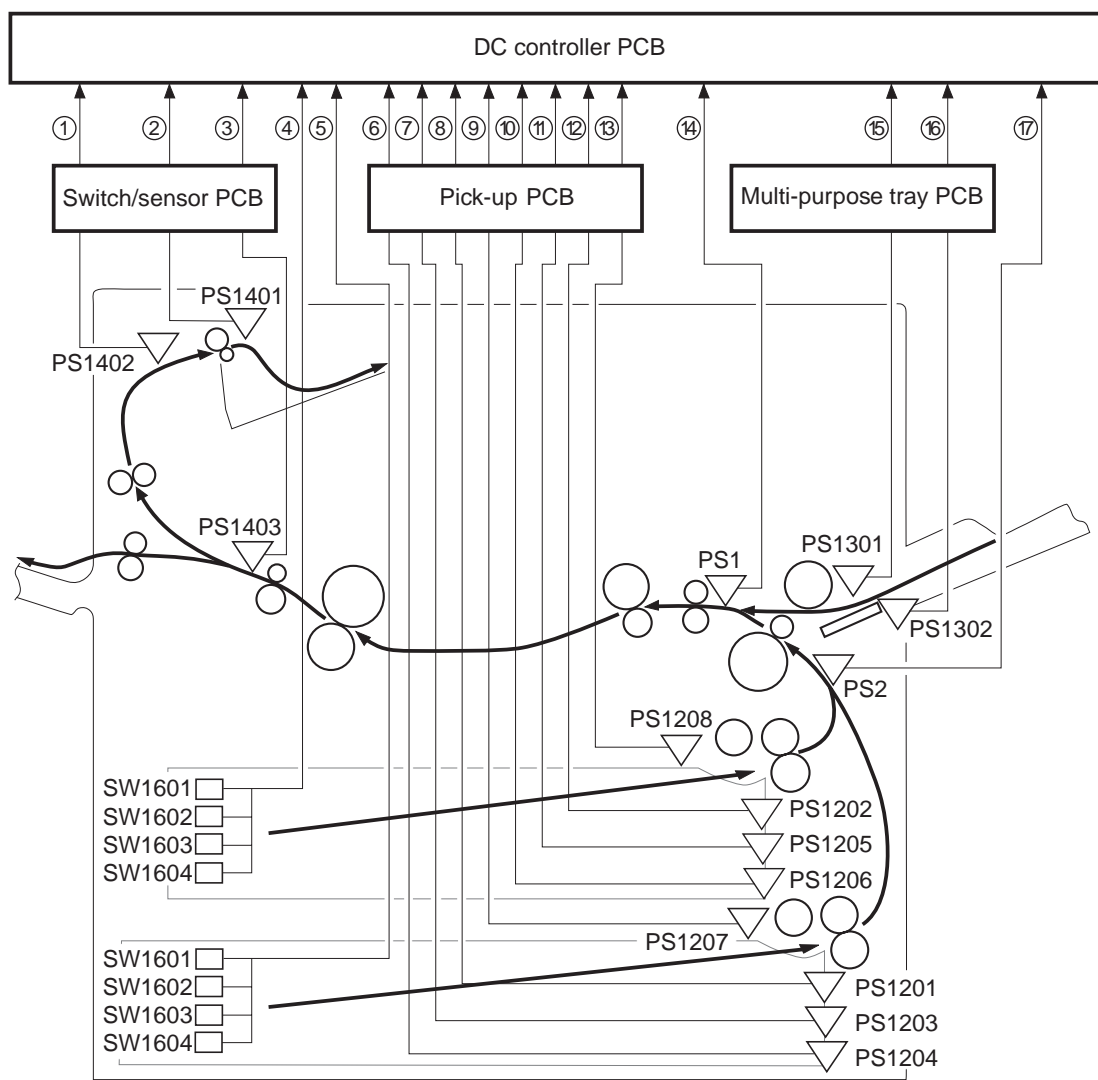 DC controller PCB
① ② ③ ④ ⑤ ⑥ ⑦ ⑧ ⑨ ⑩ ⑪ ⑫ ⑬ ⑭ ⑮ ⑯ ⑰
Switch/sensor PCB
Pick-up PCB
Multi-purpose tray PCB
PS1401
PS1402
PS1403
PS1
PS1301
PS1302
PS2
PS1208
SW1601
SW1602
SW1603
SW1604
PS1202
PS1205
PS1206
PS1207
SW1601
SW1602
SW1603
SW1604
PS1201
PS1203
PS1204